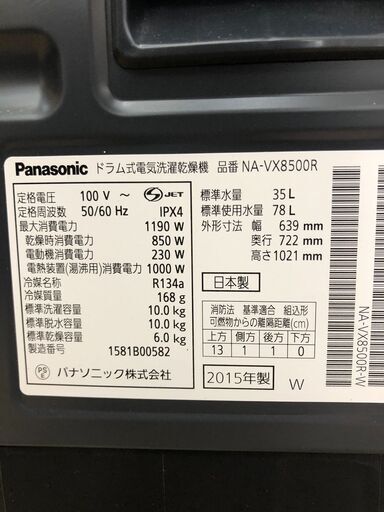 Panasonic ドラム式電気洗濯乾燥機 品番 NA-VX8500R
定格電圧 100 V ～
定格周波数 50/60 Hz
JET
IPX4
最大消費電力 1190 W
乾燥時消費電力 850 W
電動機消費電力 230 W
電熱装置(湯沸用)消費電力 1000 W
冷媒名 R134a
冷媒質量 168 g
標準洗濯容量 10.0 kg
標準脱水容量 10.0 kg
標準乾燥容量 6.0 kg
製造番号 1581B00582
PS
E
パナソニック株式会社
標準水量 35 L
標準使用水量 78 L
外形寸法 幅 639 mm
奥行 722 mm
高さ 1021 mm
日本製
消防法 基準適合 組込形
可燃物からの離隔距離(cm)
上方 側方 後方 下方
13 1 1 0
2015年製 W
NA-VX8500R-W